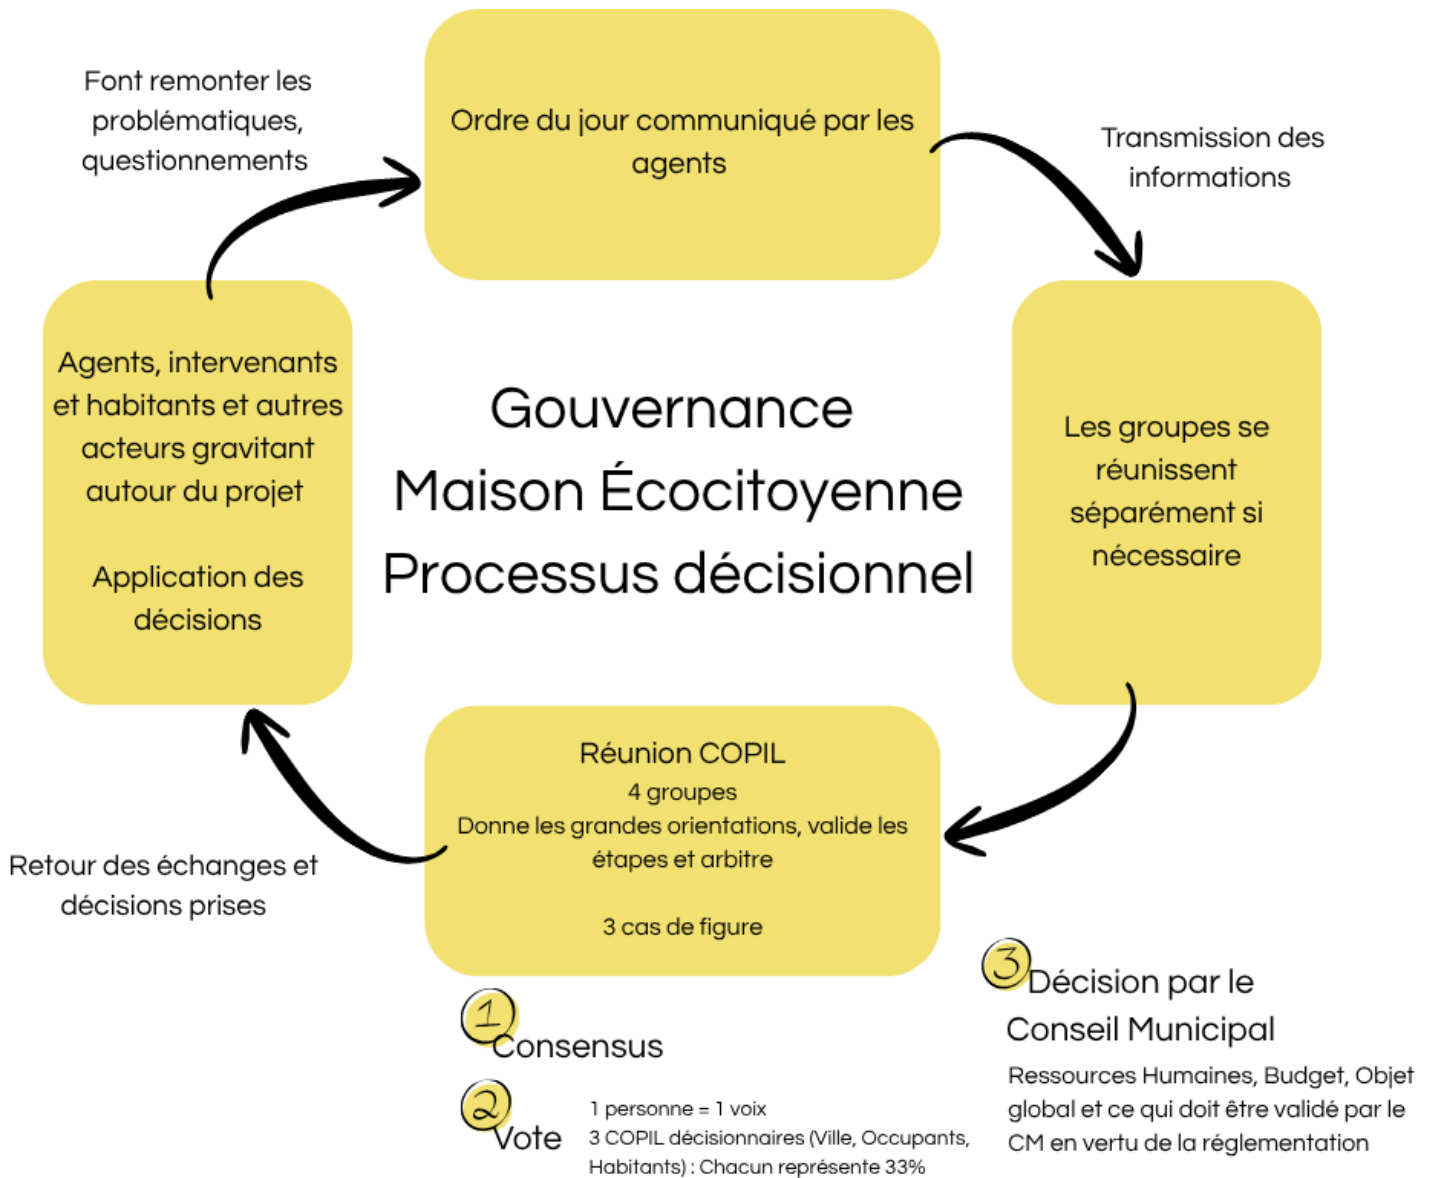 Font remonter les
problématiques,
questionnements
Ordre du jour communiqué par les
agents
Transmission des
informations
Agents, intervenants
et habitants et autres
acteurs gravitant
autour du projet
Application des
décisions
Gouvernance
Maison Écocitoyenne
Processus décisionnel
Les groupes se
réunissent
séparément si
nécessaire
Réunion COPIL
4 groupes
Donne les grandes orientations, valide les
étapes et arbitre
3 cas de figure
Retour des échanges et
décisions prises
1
Consensus
2
Vote
1 personne = 1 voix
3 COPIL décisionnaires (Ville, Occupants,
Habitants) : Chacun représente 33%
3
Décision par le
Conseil Municipal
Ressources Humaines, Budget, Objet
global et ce qui doit être validé par le
CM en vertu de la réglementation